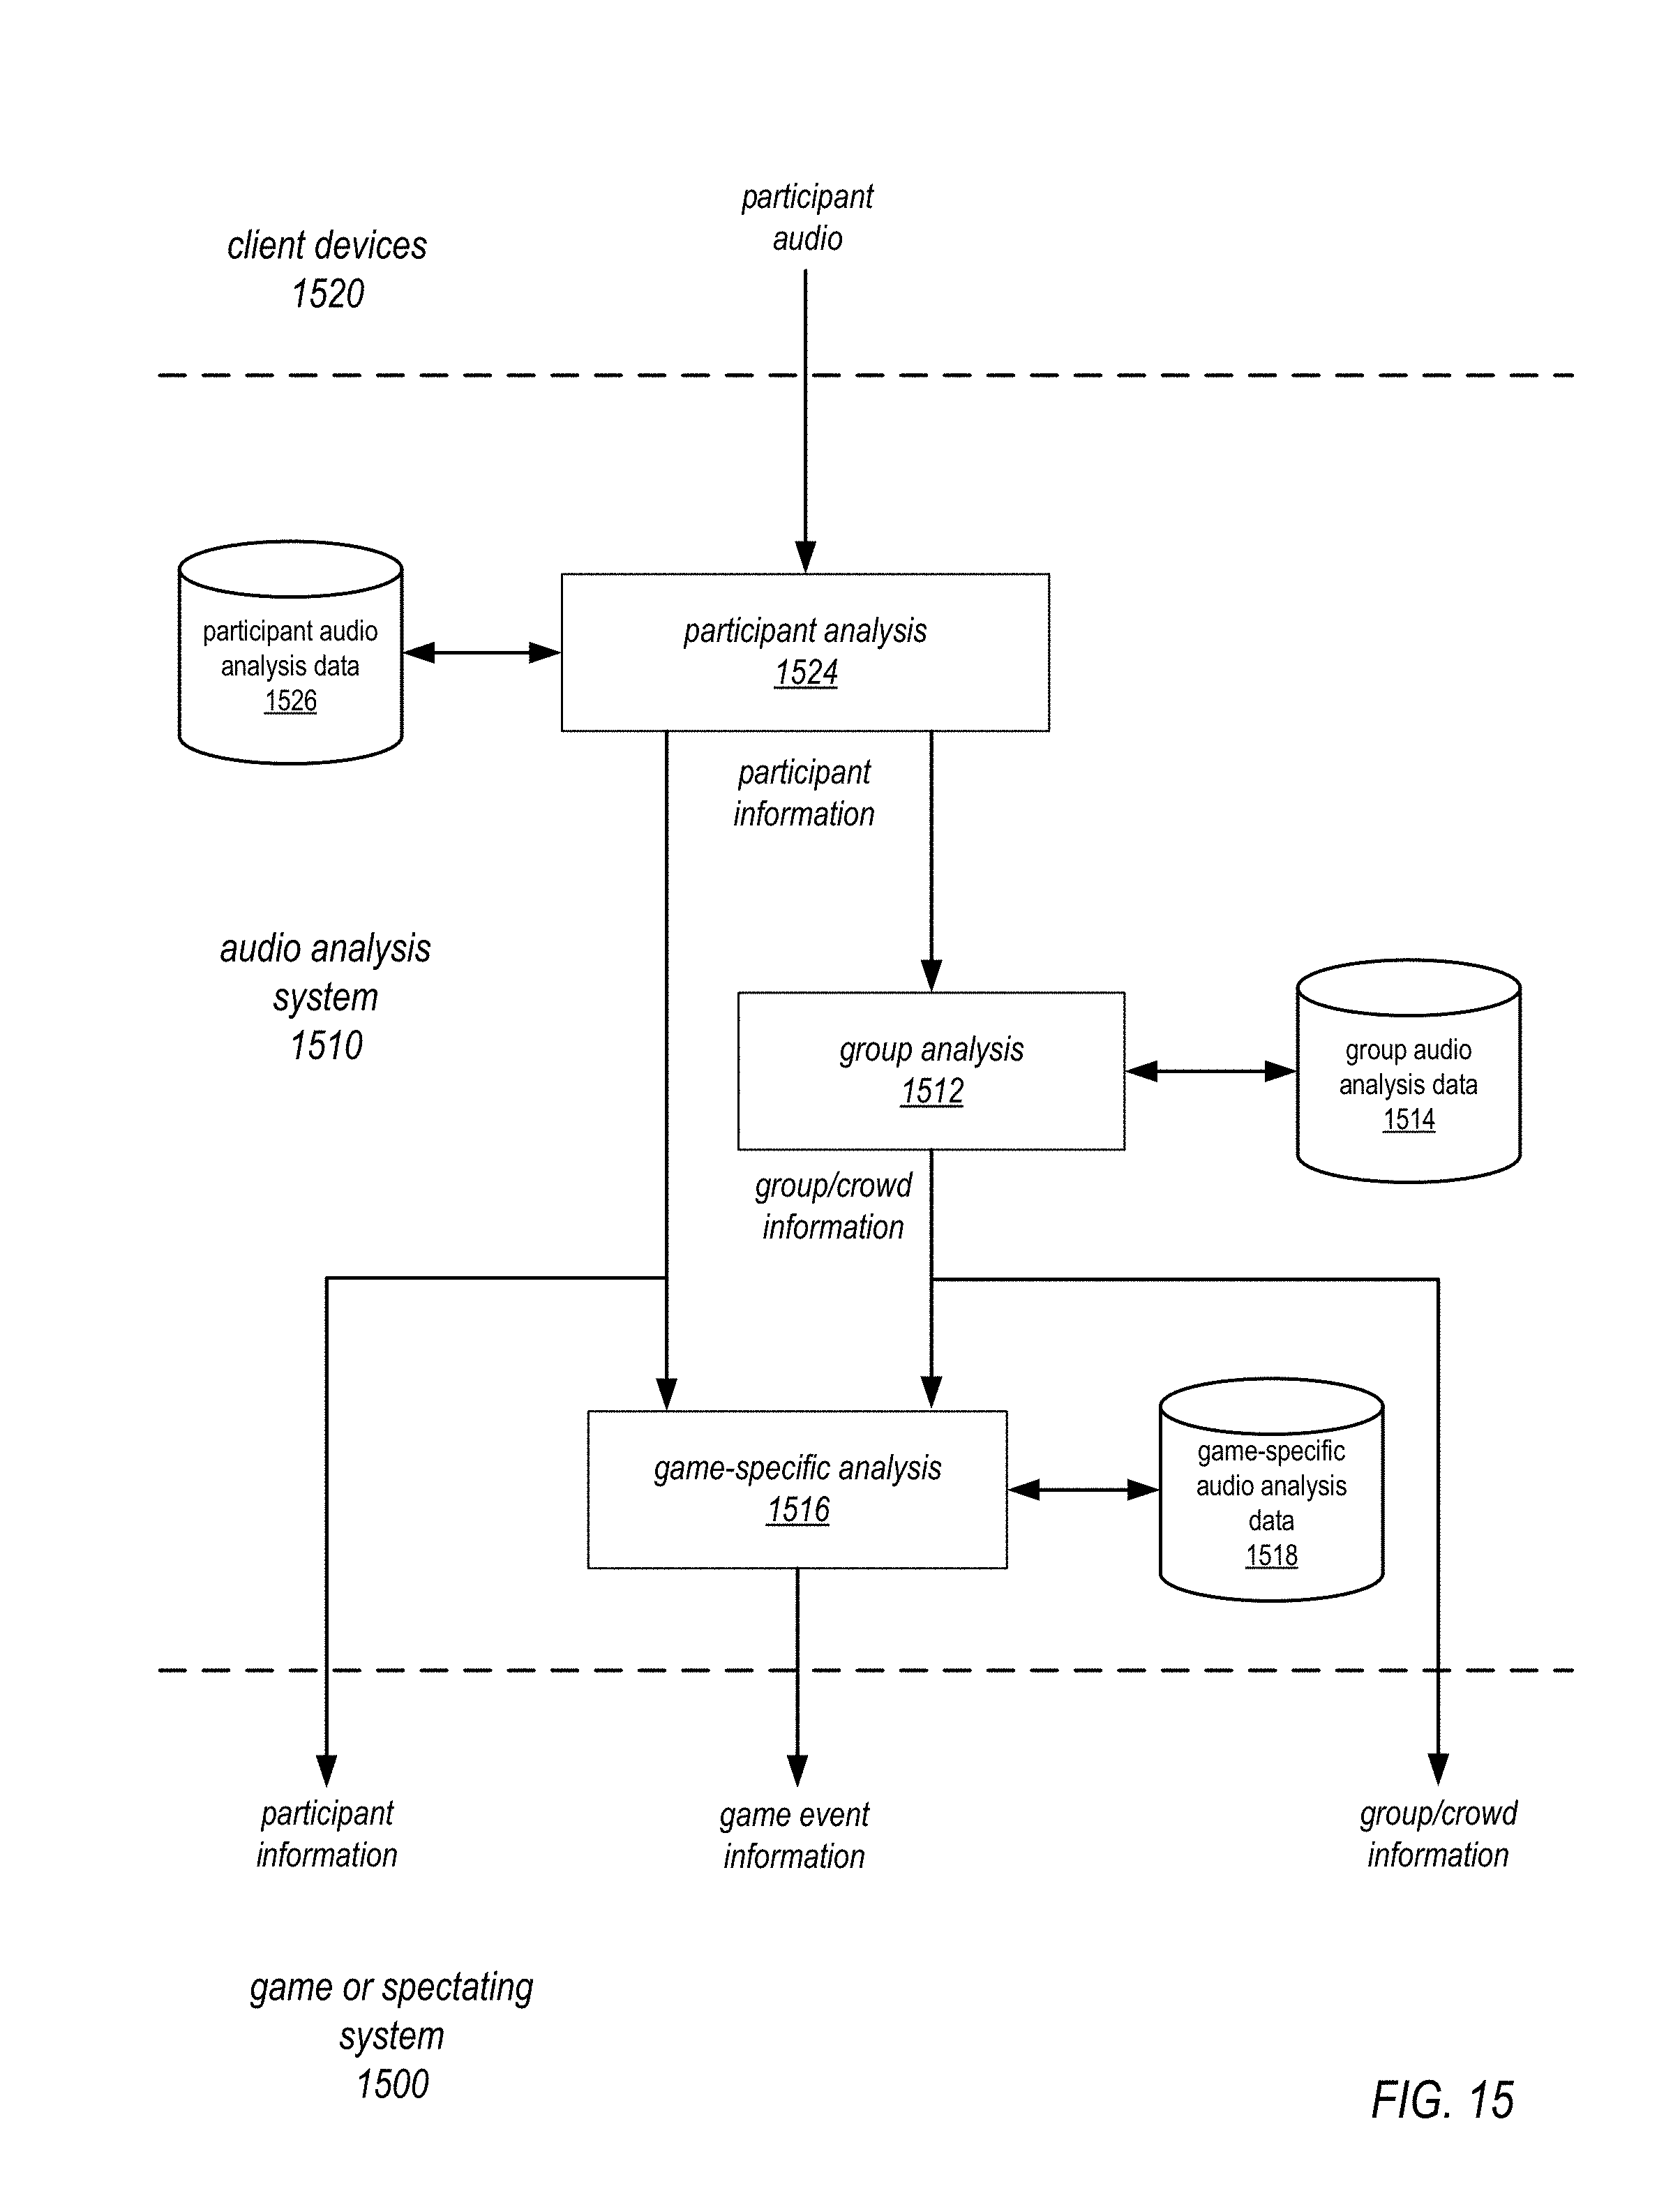 participant
audio
client devices
1520
participant audio
analysis data
1526
participant analysis
1524
participant
information
audio analysis
system
1510
group analysis
1512
group audio
analysis data
1514
group/crowd
information
game-specific analysis
1516
game-specific
audio analysis
data
1518
participant
information
game event
information
group/crowd
information
game or spectating
system
1500
FIG. 15